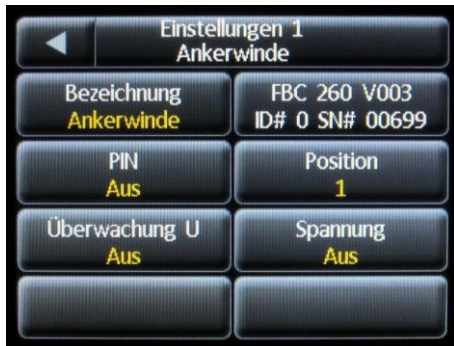 Einstellungen 1
Ankerwinde
Bezeichnung
Ankerwinde
FBC 260 V003
ID# 0 SN# 00699
PIN
Aus
Position
1
Überwachung U
Aus
Spannung
Aus